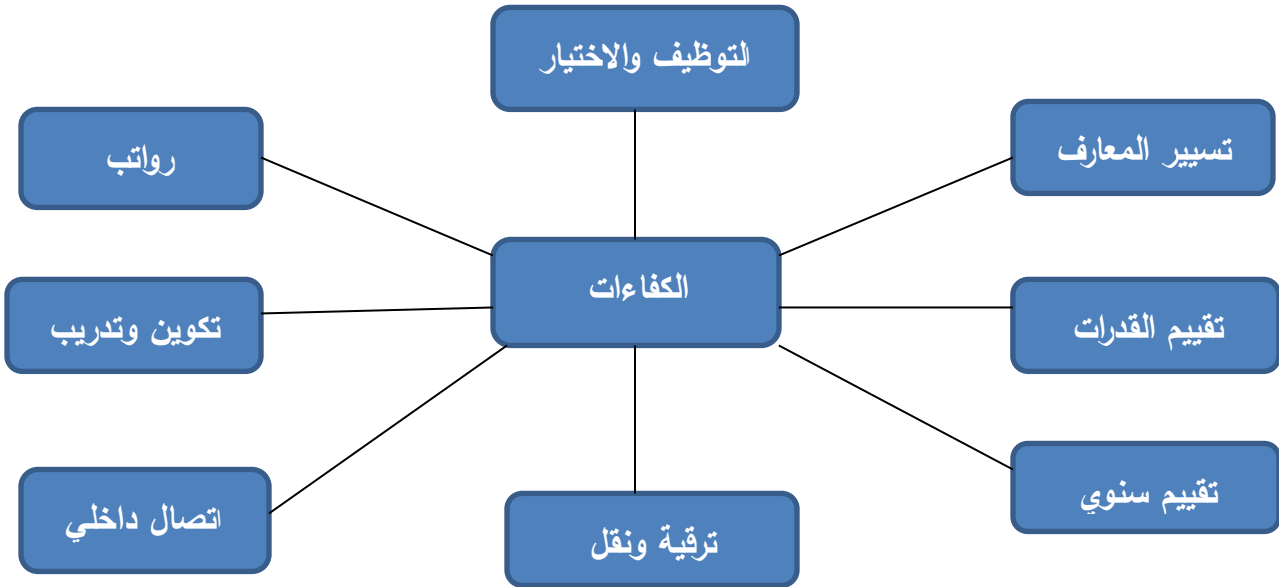 التوظيف والاختيار
تسيير المعارف
رواتب
الكفاءات
تقييم القدرات
تكوين وتدريب
تقييم سنوي
اتصال داخلي
ترقية ونقل